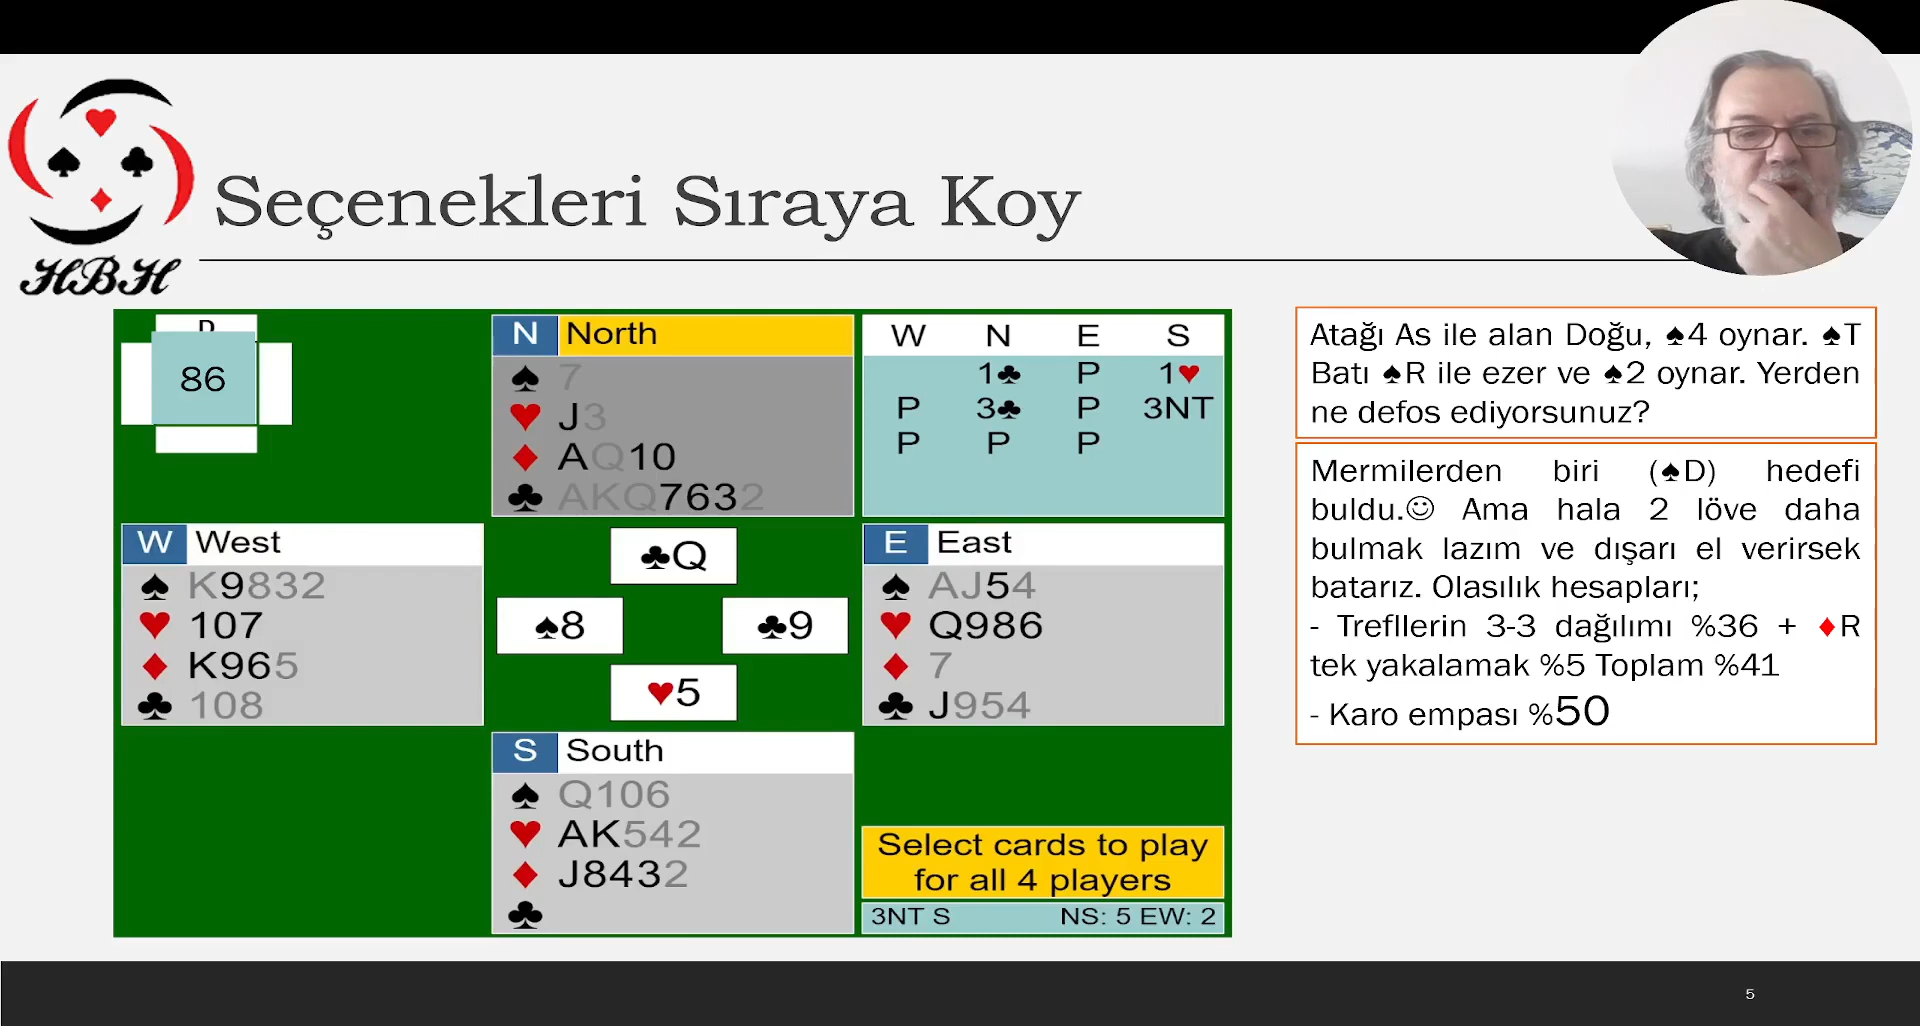 Seçenekleri Sıraya Koy
HBH
D
86
N North
♠ 7
♥ J3
♦ AQ10
♣ AKQ7632
W N E S
1♣ P 1♥
P 3♣ P 3NT
P P P
W West
♠ K9832
♥ 107
♦ K965
♣ 108
♣Q
♠8
♣9
♥5
E East
♠ AJ54
♥ Q986
♦ 7
♣ J954
S South
♠ Q106
♥ AK542
♦ J8432
♣
Select cards to play
for all 4 players
3NT S NS: 5 EW: 2
Atağı As ile alan Doğu, ♠4 oynar. ♠T
Batı ♠R ile ezer ve ♠2 oynar. Yerden
ne defos ediyorsunuz?
Mermilerden biri (♠D) hedefi
buldu.☺ Ama hala 2 löve daha
bulmak lazım ve dışarı el verirsek
batarız. Olasılık hesapları;
- Trefllerin 3-3 dağılımı %36 + ♦R
tek yakalamak %5 Toplam %41
- Karo empası %50
5